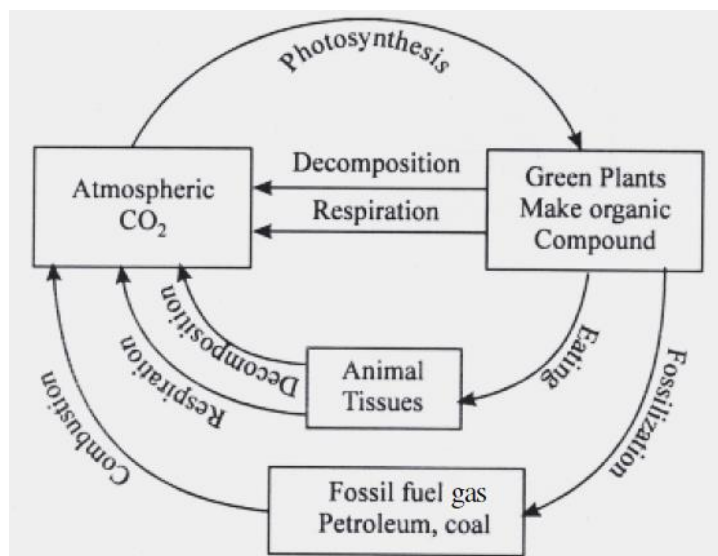 Photosynthesis
Atmospheric
CO₂
Decomposition
Respiration
Green Plants
Make organic
Compound
Decomposition
Respiration
Combustion
Animal
Tissues
Eating
Fossilization
Fossil fuel gas
Petroleum, coal